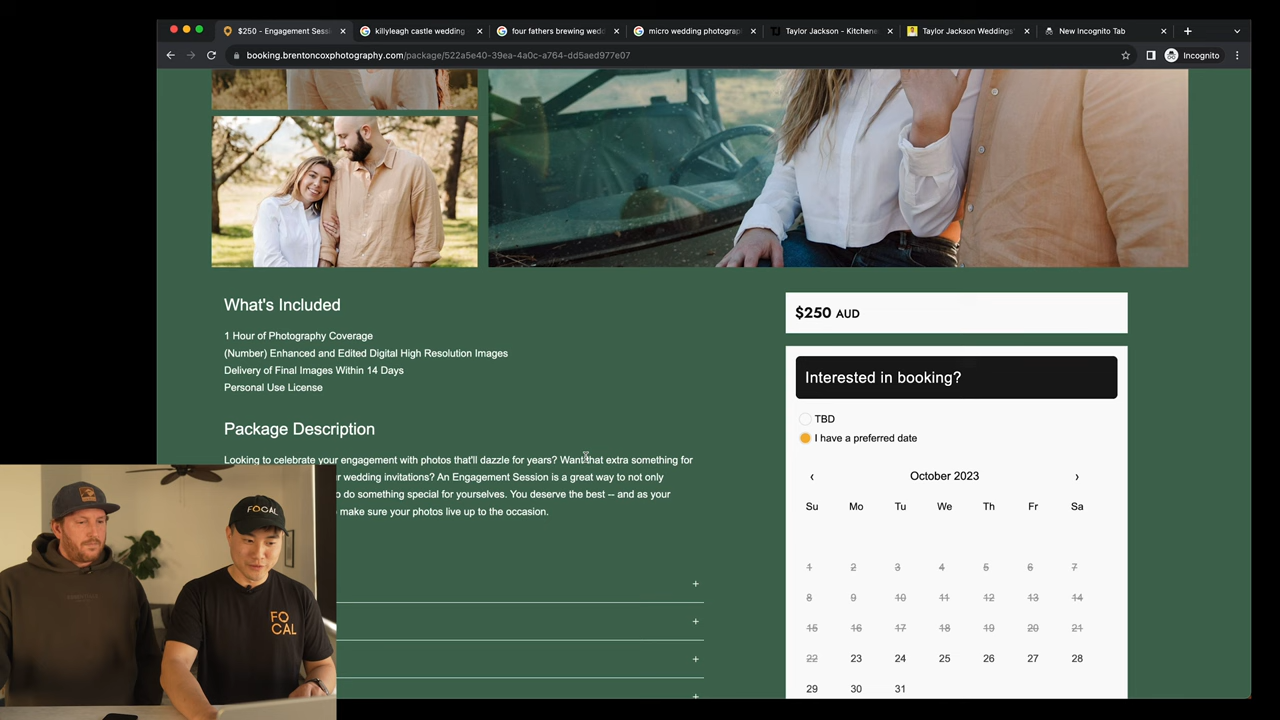 $250 - Engagement Sessi
killyleagh castle wedding
four fathers brewing wedd
micro wedding photograp
Taylor Jackson - Kitchene
Taylor Jackson Weddings'
New Incognito Tab
booking.brentoncoxphotography.com/package/522a5e40-39ea-4a0c-a764-dd5aed977e07
Incognito
What's Included
1 Hour of Photography Coverage
(Number) Enhanced and Edited Digital High Resolution Images
Delivery of Final Images Within 14 Days
Personal Use License
Package Description
Looking to celebrate your engagement with photos that'll dazzle for years? Want that extra something for
r wedding invitations? An Engagement Session is a great way to not only
o do something special for yourselves. You deserve the best -- and as your
make sure your photos live up to the occasion.
+
+
+
+
$250 AUD
Interested in booking?
TBD
I have a preferred date
‹ October 2023 ›
Su Mo Tu We Th Fr Sa
1 2 3 4 5 6 7
8 9 10 11 12 13 14
15 16 17 18 19 20 21
22 23 24 25 26 27 28
29 30 31
FOCAL
FO
CAL